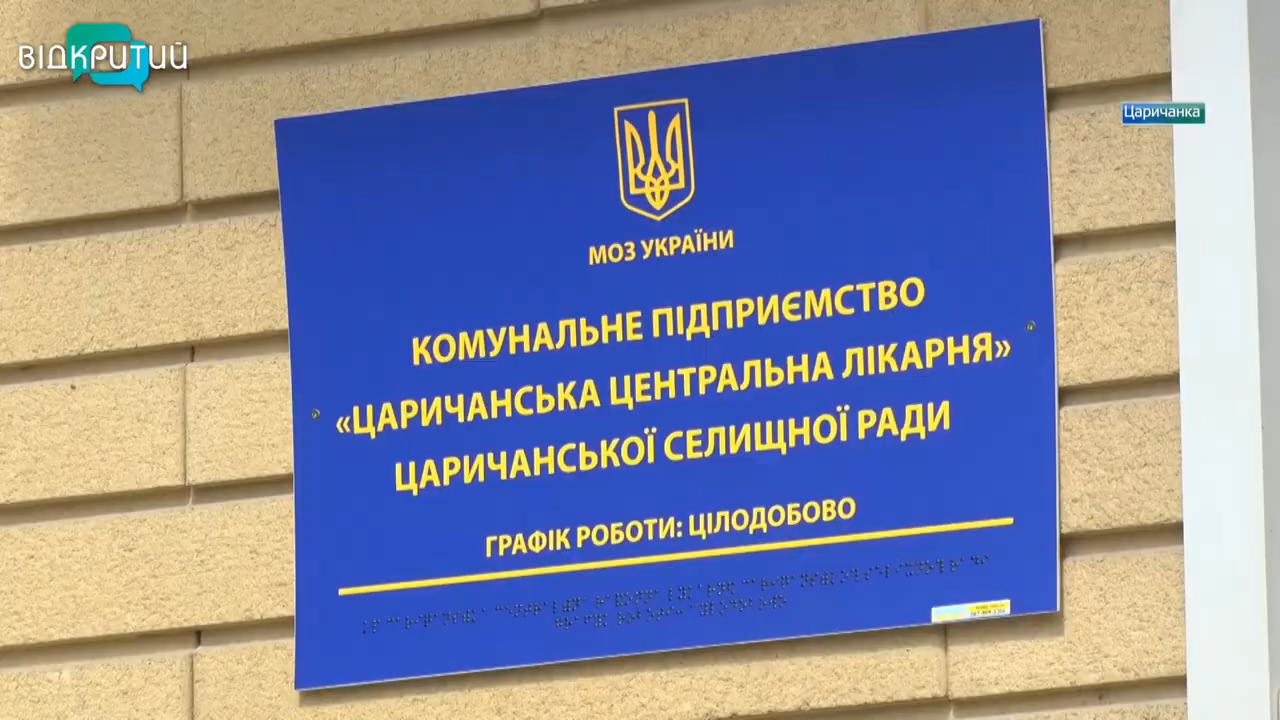 ВІДКРИТИЙ
Царичанка
МОЗ УКРАЇНИ
КОМУНАЛЬНЕ ПІДПРИЄМСТВО
«ЦАРИЧАНСЬКА ЦЕНТРАЛЬНА ЛІКАРНЯ»
ЦАРИЧАНСЬКОЇ СЕЛИЩНОЇ РАДИ
ГРАФІК РОБОТИ: ЦІЛОДОБОВО